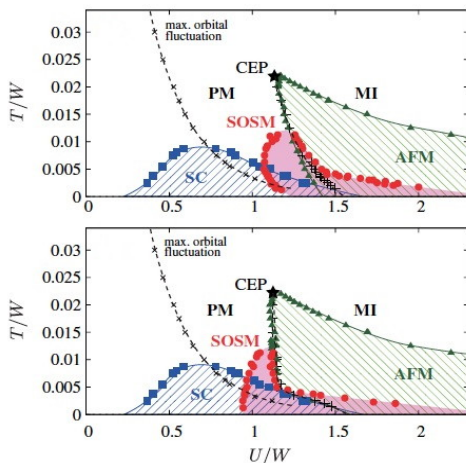 0.03
0.025
0.02
0.015
0.01
0.005
0
T/W
max. orbital
fluctuation
CEP
PM
MI
SOSM
SC
AFM
0 0.5 1 1.5 2
0.03
0.025
0.02
0.015
0.01
0.005
0
T/W
max. orbital
fluctuation
CEP
PM
MI
SOSM
SC
AFM
0 0.5 1 1.5 2
U/W